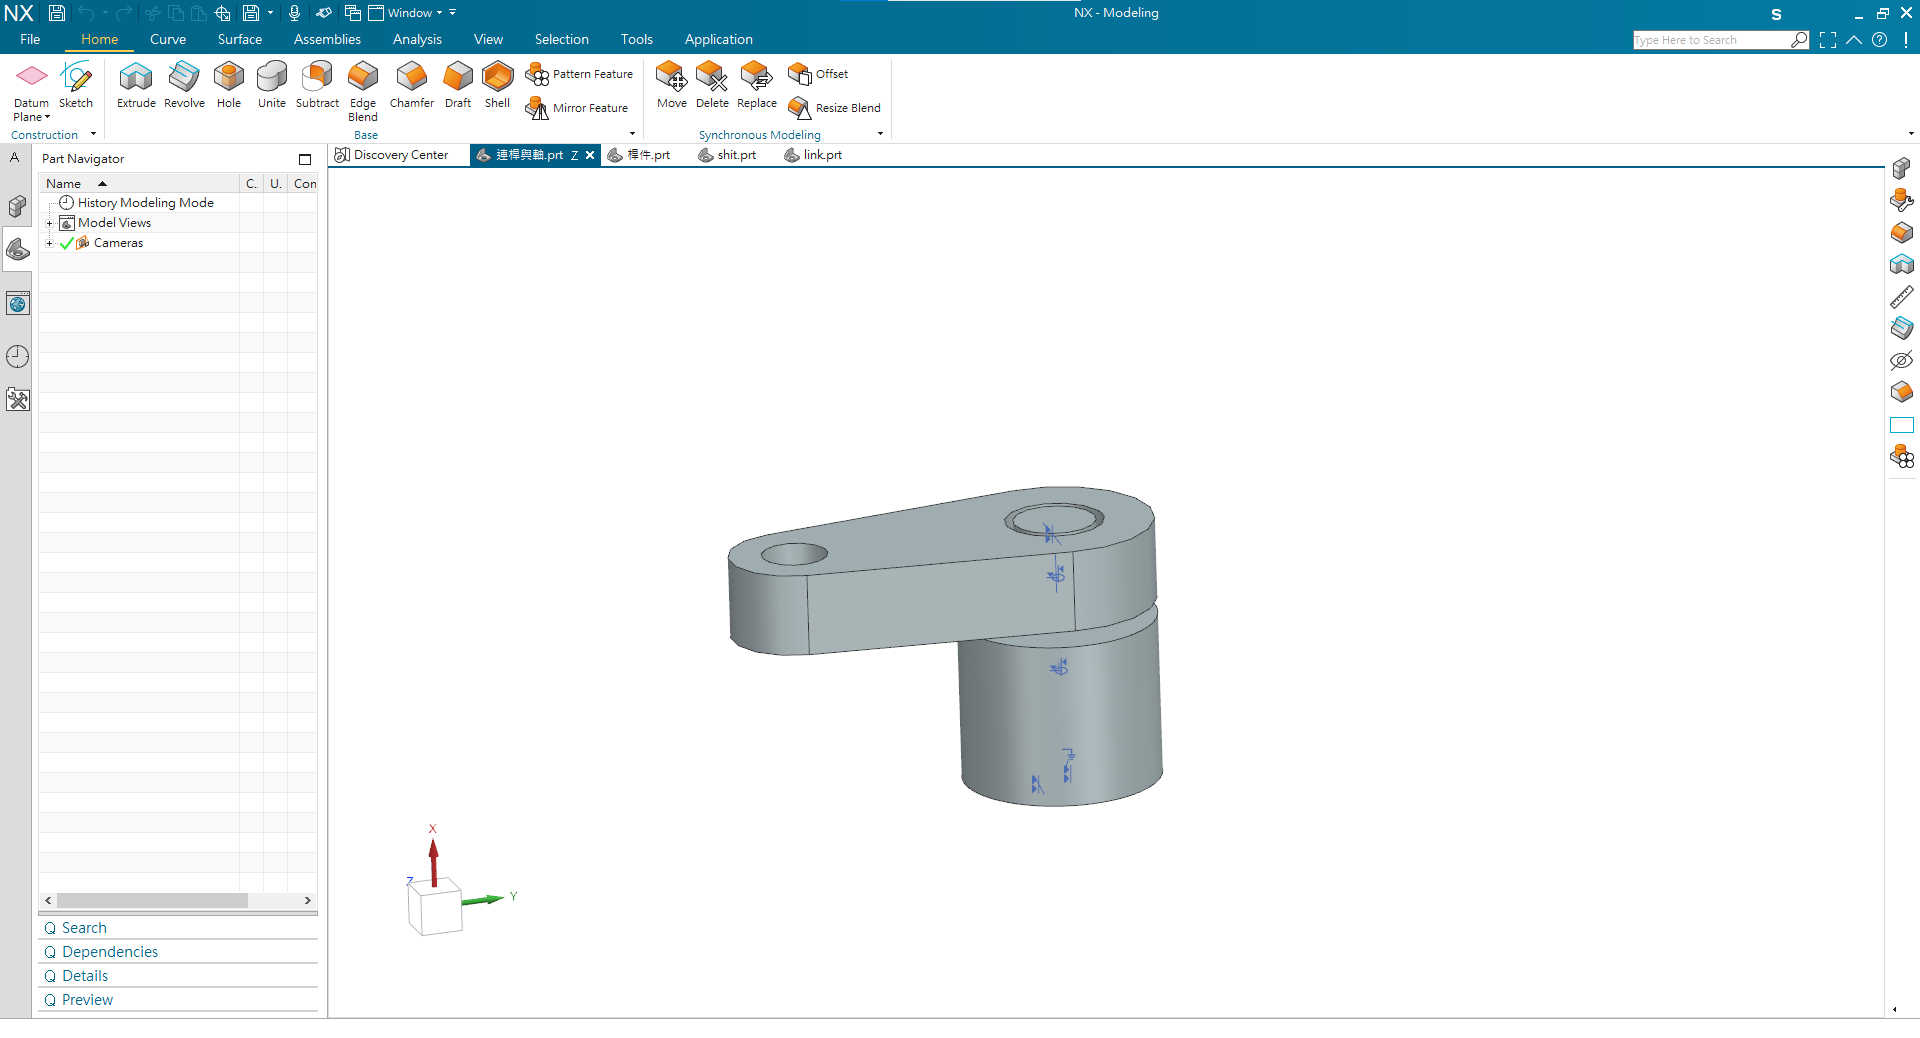 NX
Window
NX - Modeling
S
File Home Curve Surface Assemblies Analysis View Selection Tools Application
Type Here to Search
Datum Plane
Sketch
Extrude
Revolve
Hole
Unite
Subtract
Edge Blend
Chamfer
Draft
Shell
Pattern Feature
Mirror Feature
Move
Delete
Replace
Offset
Resize Blend
Construction
Base
Synchronous Modeling
A
Part Navigator
Discovery Center
連桿與軸.prt
桿件.prt
shit.prt
link.prt
Name C. U. Con
History Modeling Mode
Model Views
Cameras
X
Z
Y
Search
Dependencies
Details
Preview